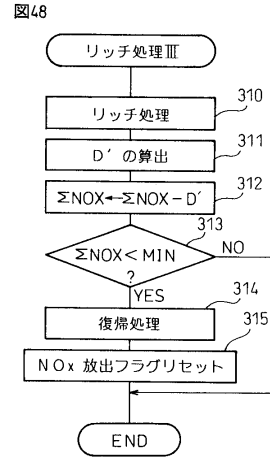 図48
リッチ処理Ⅲ
リッチ処理
310
D′の算出
311
ΣNOX←ΣNOX－D′
312
ΣNOX＜MIN
?
313
NO
YES
復帰処理
314
NOx放出フラグリセット
315
END